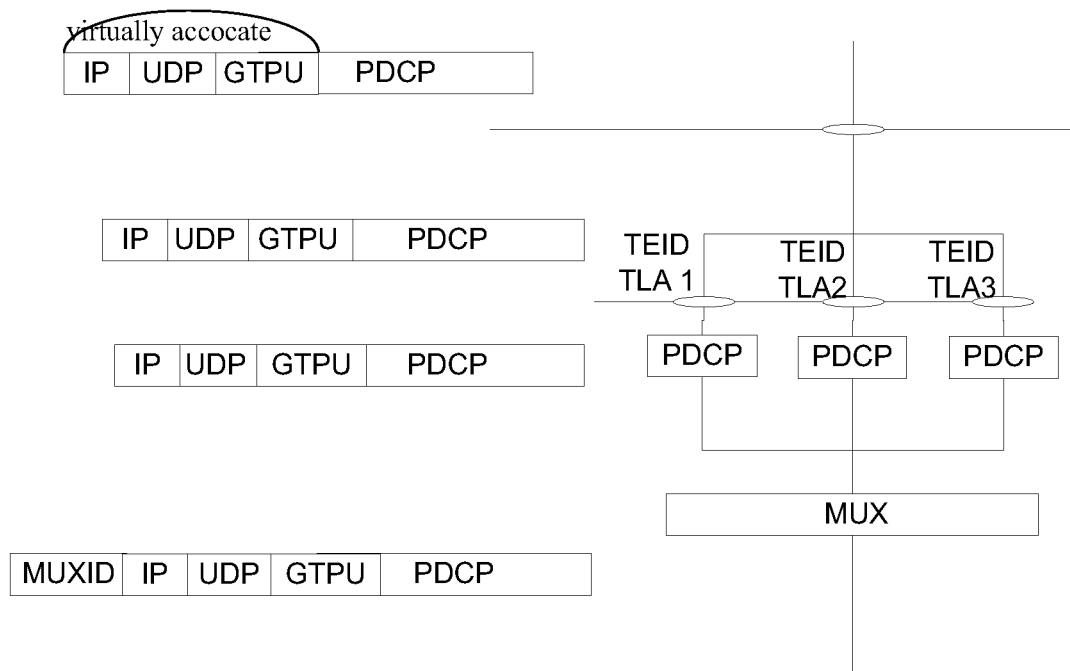 virtually accocate
IP UDP GTPU PDCP
IP UDP GTPU PDCP
TEID TEID TEID
TLA 1 TLA2 TLA3
IP UDP GTPU PDCP
PDCP PDCP PDCP
MUX
MUXID IP UDP GTPU PDCP